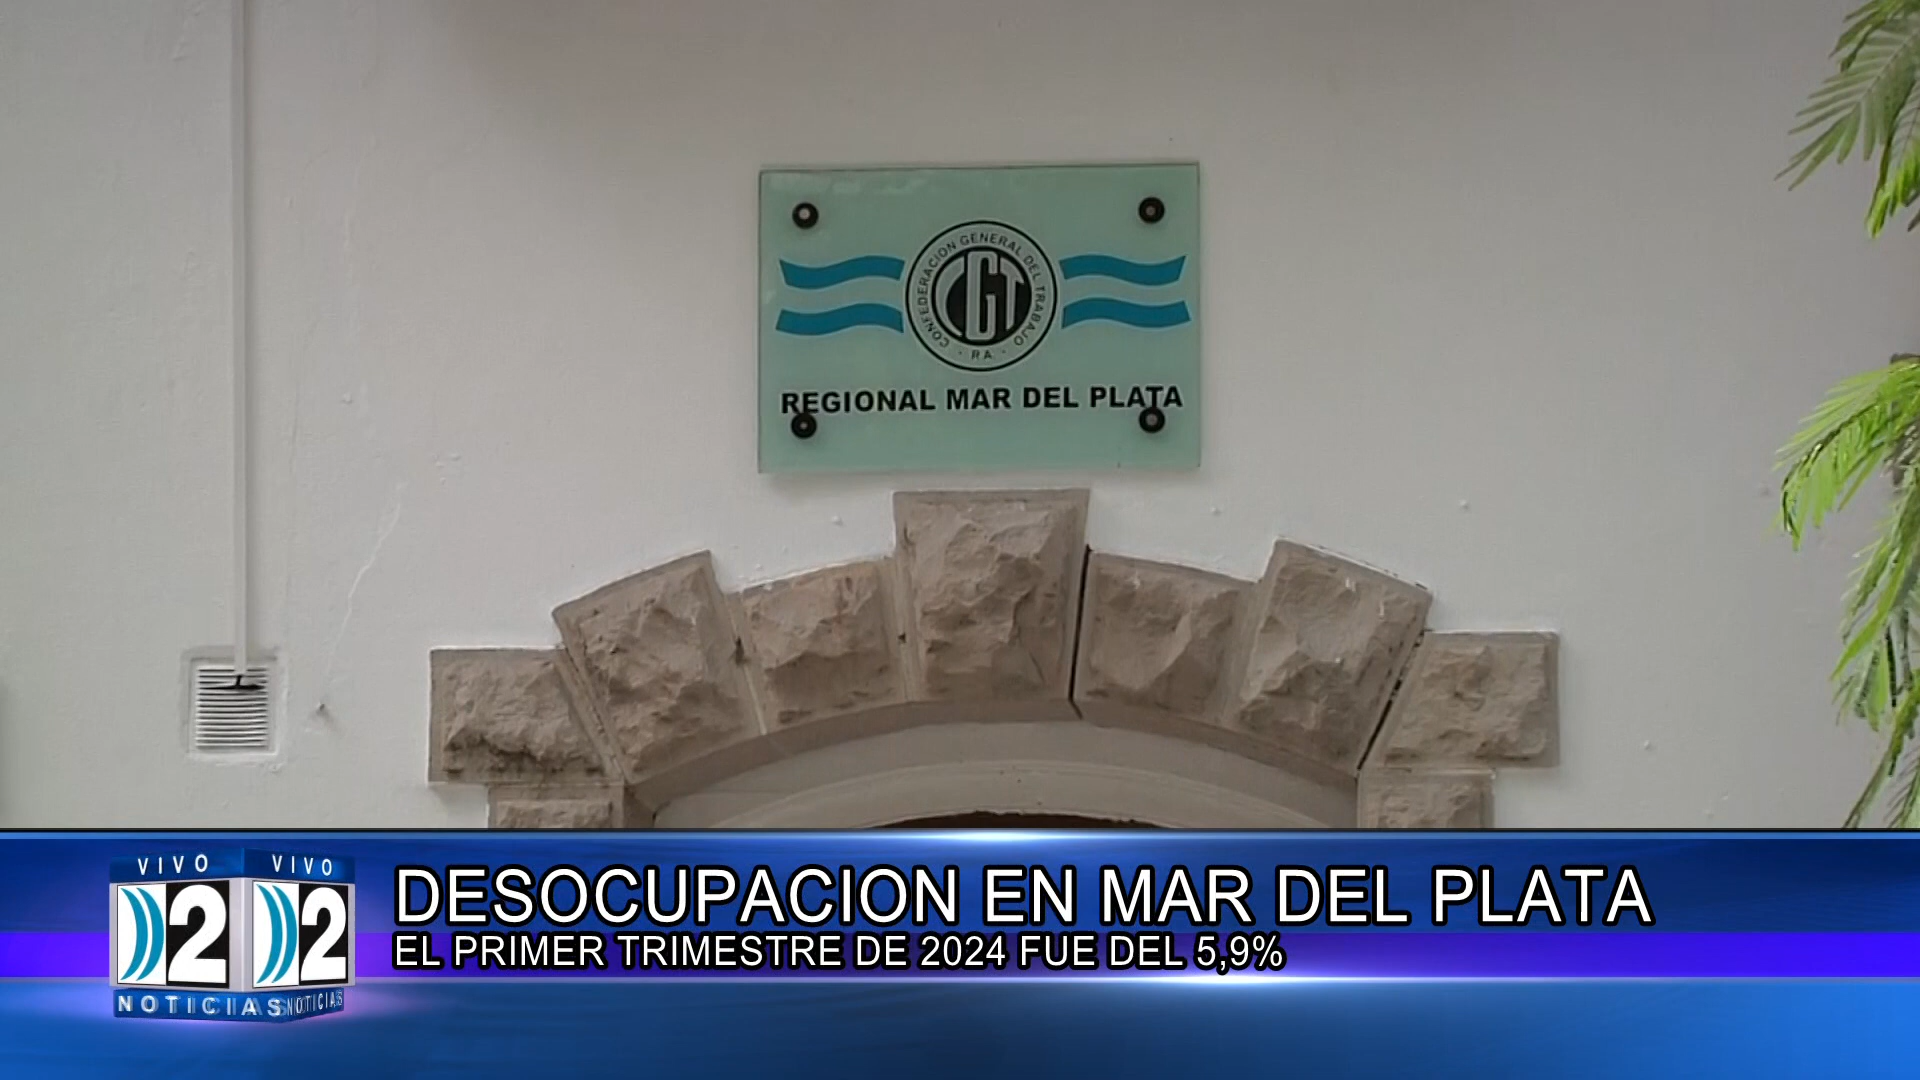 CONFEDERACION GENERAL DEL TRABAJO
CGT
· R.A. ·
REGIONAL MAR DEL PLATA
VIVO VIVO
2 2
NOTICIAS NOTICIAS
DESOCUPACION EN MAR DEL PLATA
EL PRIMER TRIMESTRE DE 2024 FUE DEL 5,9%